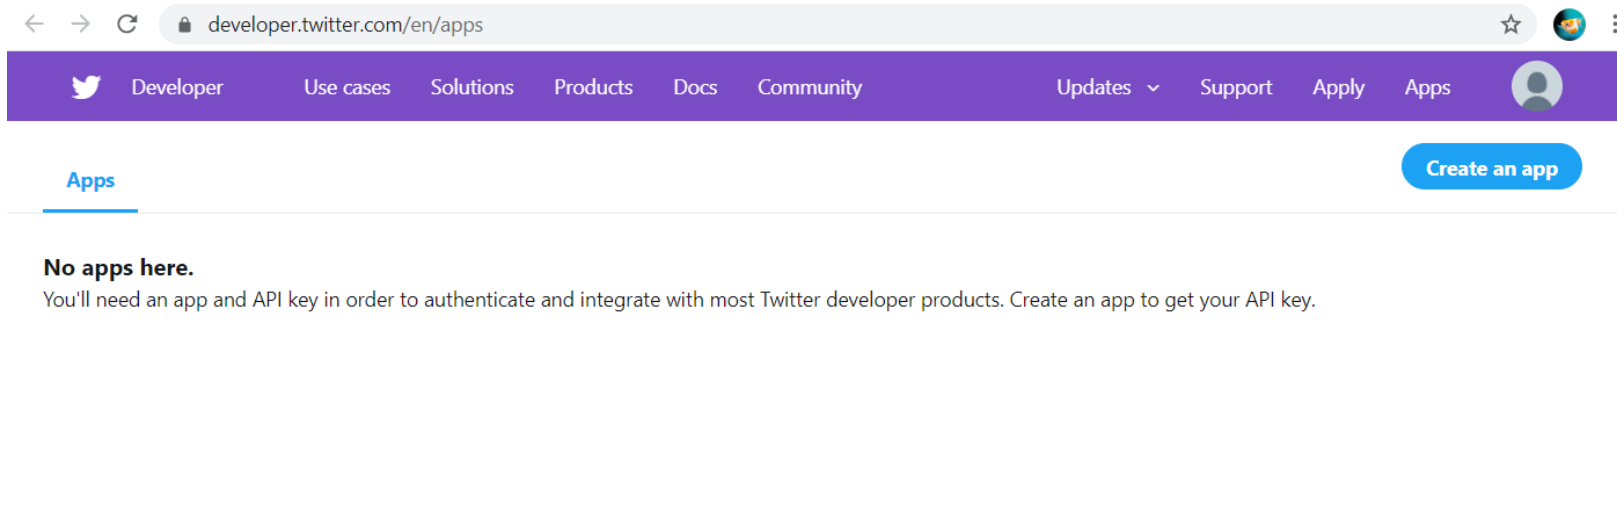 developer.twitter.com/en/apps
Developer Use cases Solutions Products Docs Community Updates Support Apply Apps
Apps
Create an app
No apps here.
You'll need an app and API key in order to authenticate and integrate with most Twitter developer products. Create an app to get your API key.